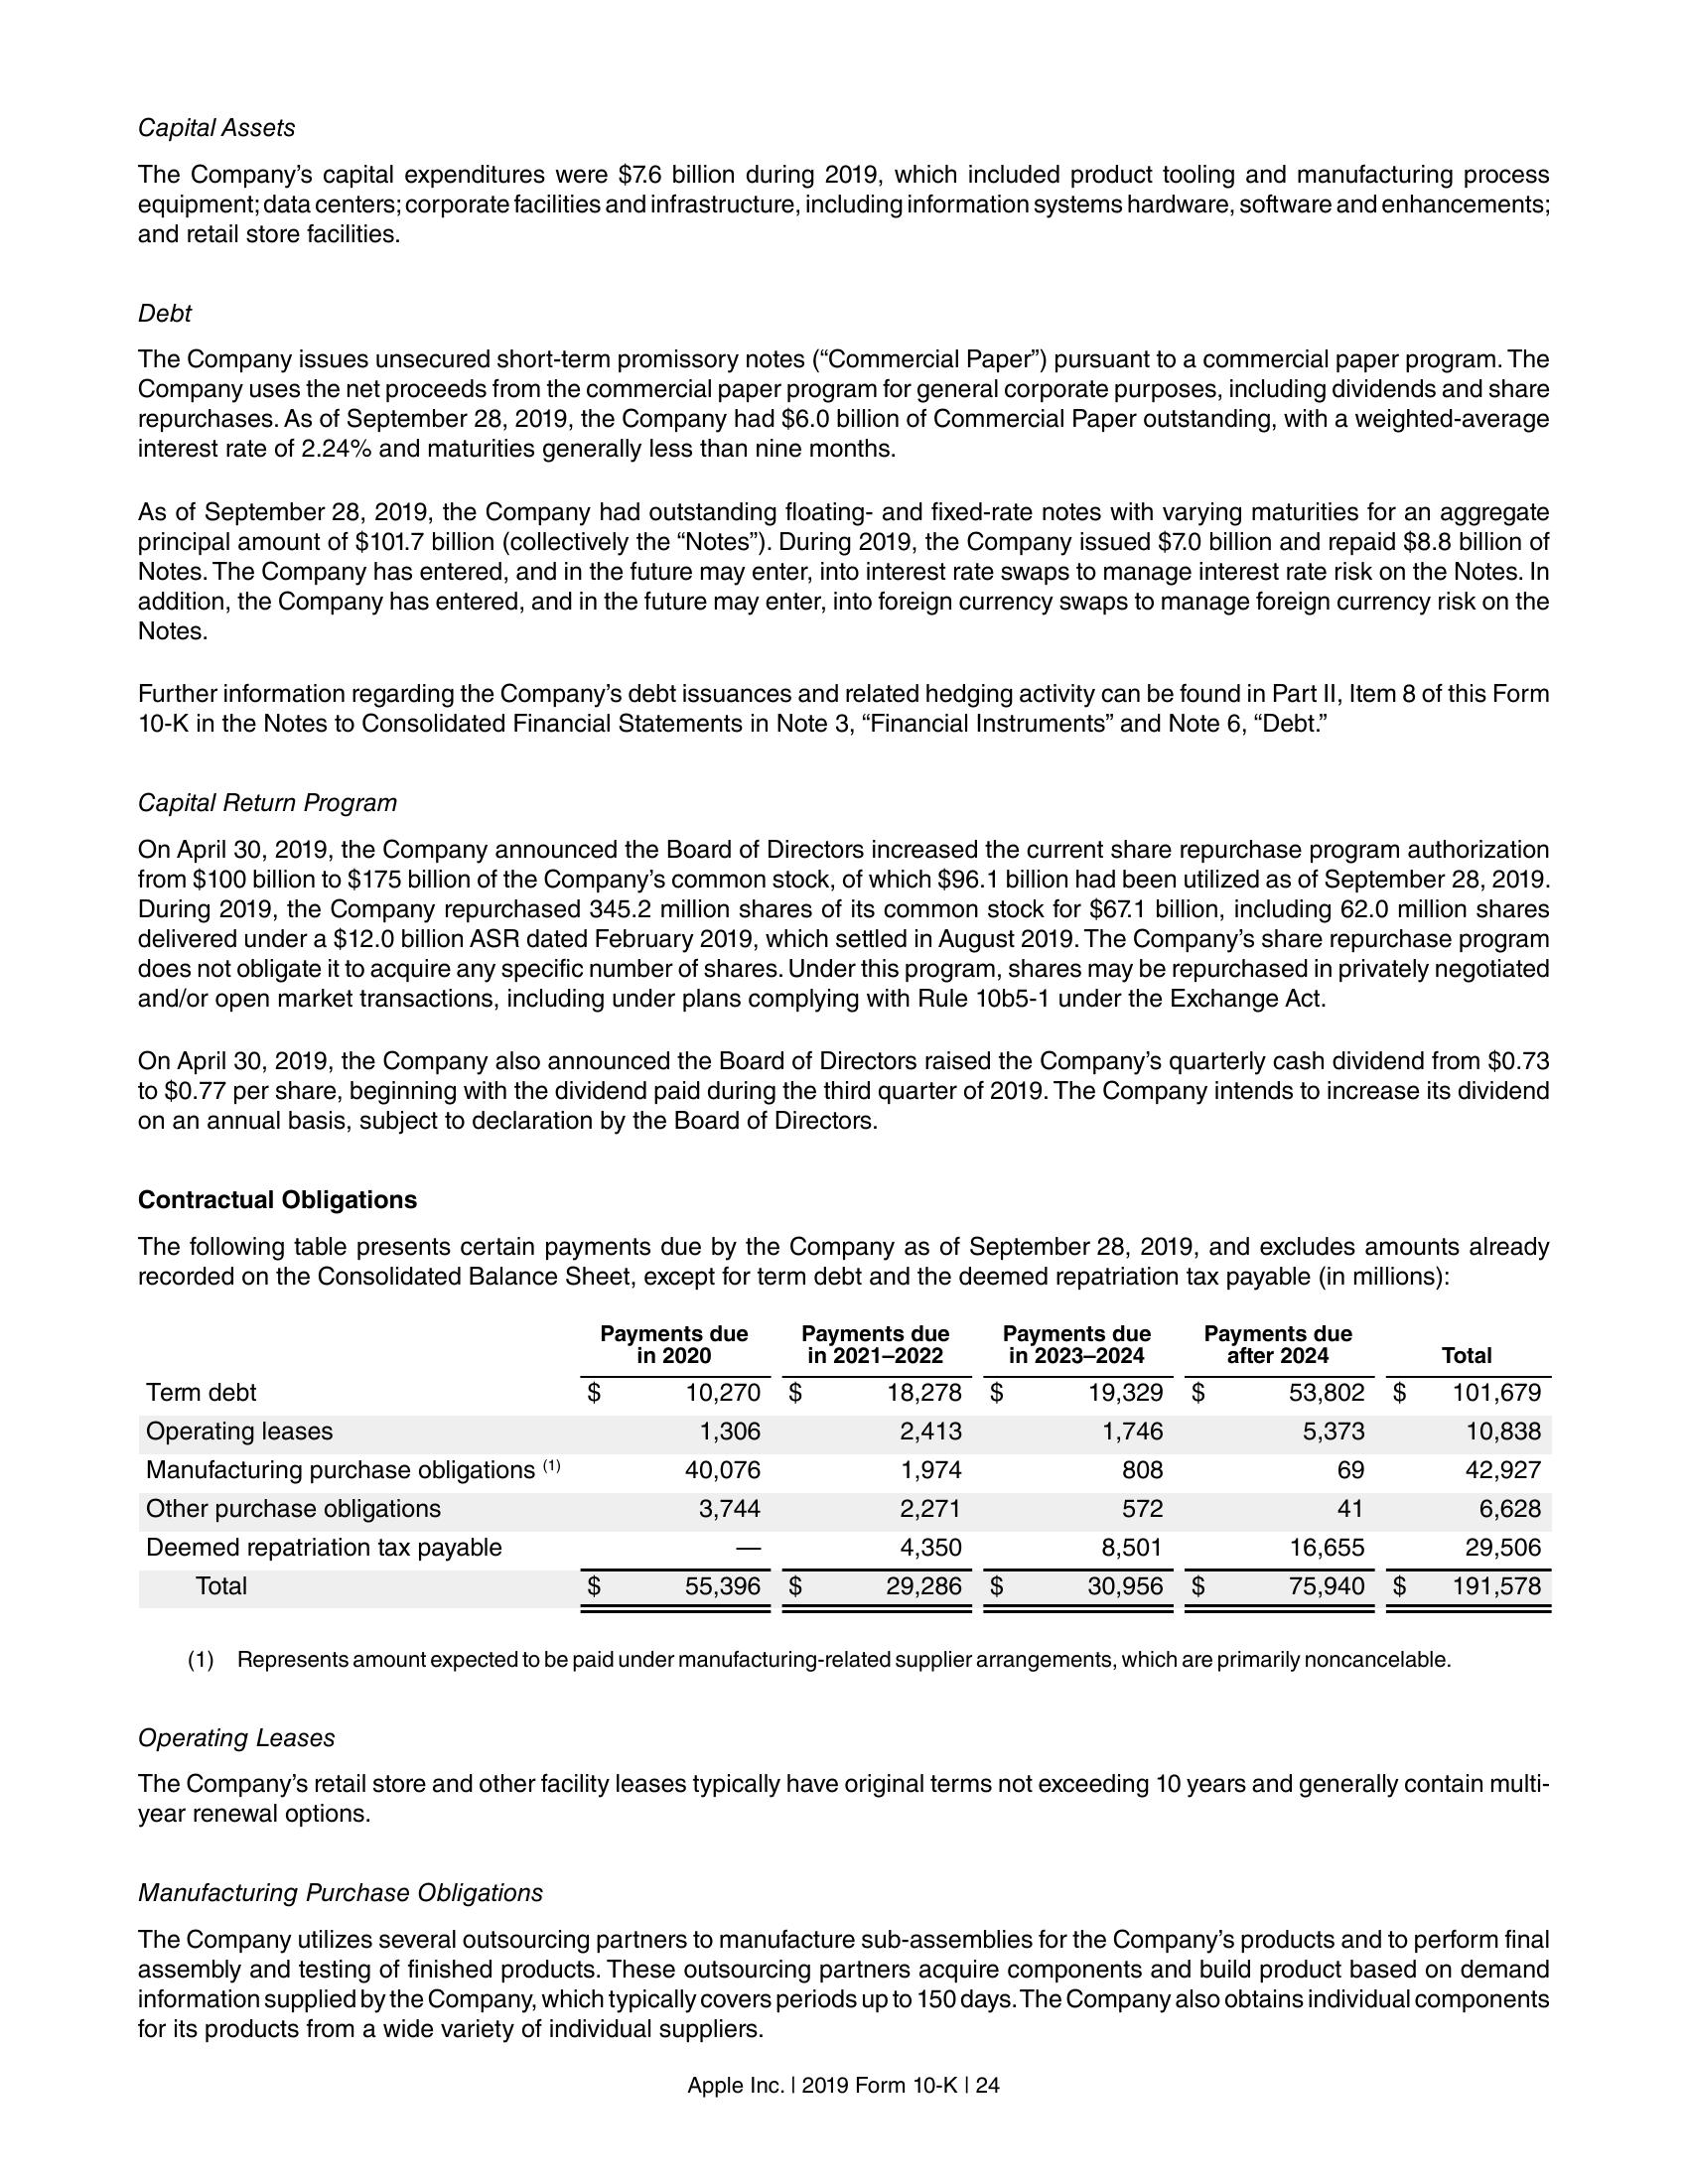 Capital Assets
The Company’s capital expenditures were $7.6 billion during 2019, which included product tooling and manufacturing process
equipment; data centers; corporate facilities and infrastructure, including information systems hardware, software and enhancements;
and retail store facilities.
Debt
The Company issues unsecured short-term promissory notes (“Commercial Paper”) pursuant to a commercial paper program. The
Company uses the net proceeds from the commercial paper program for general corporate purposes, including dividends and share
repurchases. As of September 28, 2019, the Company had $6.0 billion of Commercial Paper outstanding, with a weighted-average
interest rate of 2.24% and maturities generally less than nine months.
As of September 28, 2019, the Company had outstanding floating- and fixed-rate notes with varying maturities for an aggregate
principal amount of $101.7 billion (collectively the “Notes”). During 2019, the Company issued $7.0 billion and repaid $8.8 billion of
Notes. The Company has entered, and in the future may enter, into interest rate swaps to manage interest rate risk on the Notes. In
addition, the Company has entered, and in the future may enter, into foreign currency swaps to manage foreign currency risk on the
Notes.
Further information regarding the Company’s debt issuances and related hedging activity can be found in Part II, Item 8 of this Form
10-K in the Notes to Consolidated Financial Statements in Note 3, “Financial Instruments” and Note 6, “Debt.”
Capital Return Program
On April 30, 2019, the Company announced the Board of Directors increased the current share repurchase program authorization
from $100 billion to $175 billion of the Company’s common stock, of which $96.1 billion had been utilized as of September 28, 2019.
During 2019, the Company repurchased 345.2 million shares of its common stock for $67.1 billion, including 62.0 million shares
delivered under a $12.0 billion ASR dated February 2019, which settled in August 2019. The Company’s share repurchase program
does not obligate it to acquire any specific number of shares. Under this program, shares may be repurchased in privately negotiated
and/or open market transactions, including under plans complying with Rule 10b5-1 under the Exchange Act.
On April 30, 2019, the Company also announced the Board of Directors raised the Company’s quarterly cash dividend from $0.73
to $0.77 per share, beginning with the dividend paid during the third quarter of 2019. The Company intends to increase its dividend
on an annual basis, subject to declaration by the Board of Directors.
Contractual Obligations
The following table presents certain payments due by the Company as of September 28, 2019, and excludes amounts already
recorded on the Consolidated Balance Sheet, except for term debt and the deemed repatriation tax payable (in millions):
Payments due Payments due Payments due Payments due
in 2020 in 2021–2022 in 2023–2024 after 2024 Total
Term debt $ 10,270 $ 18,278 $ 19,329 $ 53,802 $ 101,679
Operating leases 1,306 2,413 1,746 5,373 10,838
Manufacturing purchase obligations (1) 40,076 1,974 808 69 42,927
Other purchase obligations 3,744 2,271 572 41 6,628
Deemed repatriation tax payable — 4,350 8,501 16,655 29,506
Total $ 55,396 $ 29,286 $ 30,956 $ 75,940 $ 191,578
(1) Represents amount expected to be paid under manufacturing-related supplier arrangements, which are primarily noncancelable.
Operating Leases
The Company’s retail store and other facility leases typically have original terms not exceeding 10 years and generally contain multi-
year renewal options.
Manufacturing Purchase Obligations
The Company utilizes several outsourcing partners to manufacture sub-assemblies for the Company’s products and to perform final
assembly and testing of finished products. These outsourcing partners acquire components and build product based on demand
information supplied by the Company, which typically covers periods up to 150 days. The Company also obtains individual components
for its products from a wide variety of individual suppliers.
Apple Inc. | 2019 Form 10-K | 24